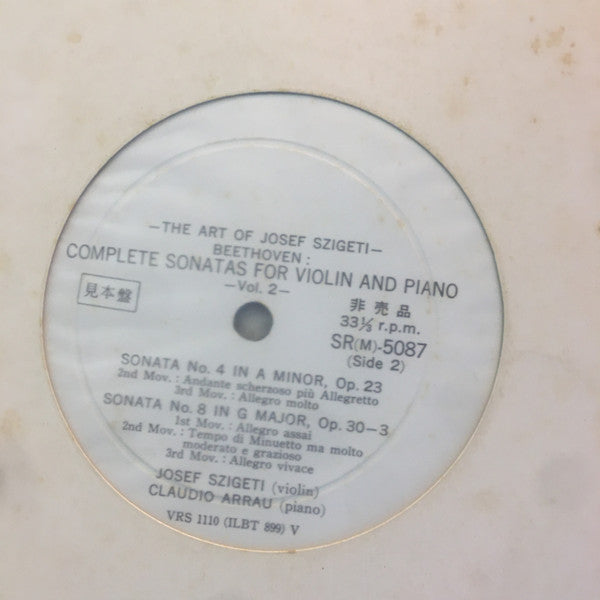 —THE ART OF JOSEF SZIGETI—
BEETHOVEN:
COMPLETE SONATAS FOR VIOLIN AND PIANO
—Vol. 2—
見本盤
非売品
33⅓ r.p.m.
SR(M)-5087
(Side 2)
SONATA No. 4 IN A MINOR, Op. 23
2nd Mov.: Andante scherzoso più Allegretto
3rd Mov.: Allegro molto
SONATA No. 8 IN G MAJOR, Op. 30—3
1st Mov.: Allegro assai
2nd Mov.: Tempo di Minuetto ma molto
moderato e grazioso
3rd Mov.: Allegro vivace
JOSEF SZIGETI (violin)
CLAUDIO ARRAU (piano)
VRS 1110 (ILBT 899) V